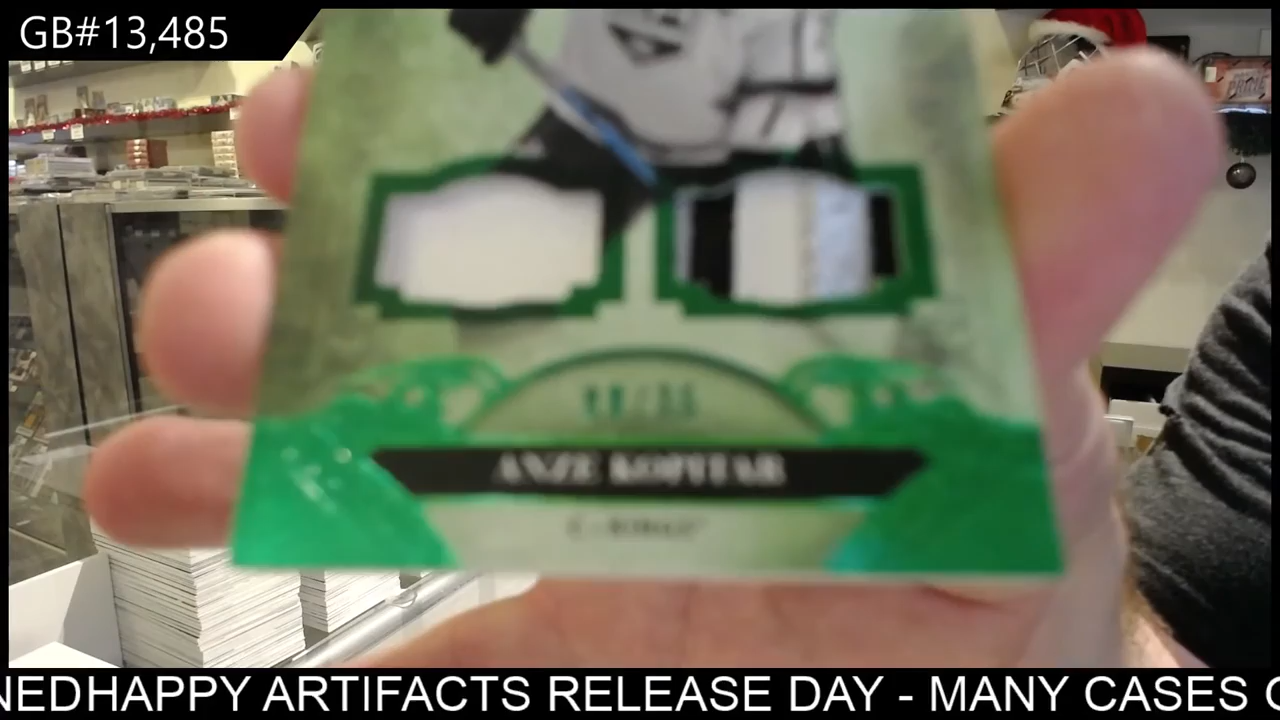 GB#13,485
ANZE KOPITAR
NEDHAPPY ARTIFACTS RELEASE DAY - MANY CASES